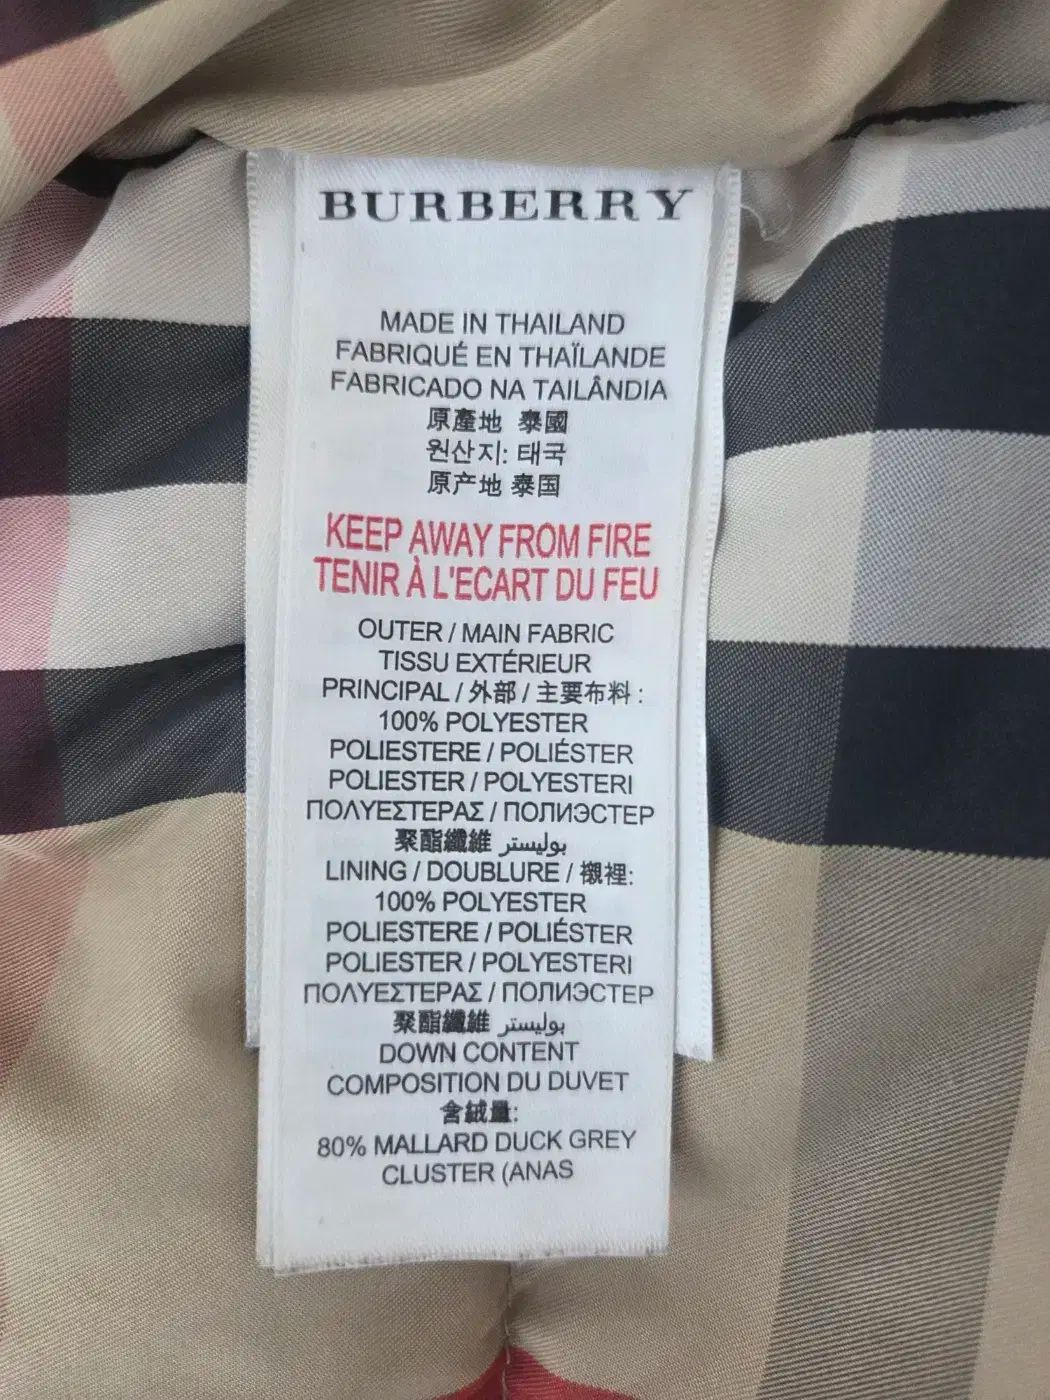 BURBERRY
MADE IN THAILAND
FABRIQUÉ EN THAÏLANDE
FABRICADO NA TAILÂNDIA
原產地 泰國
원산지: 태국
原产地 泰国
KEEP AWAY FROM FIRE
TENIR À L'ECART DU FEU
OUTER / MAIN FABRIC
TISSU EXTÉRIEUR
PRINCIPAL / 外部 / 主要布料 :
100% POLYESTER
POLIESTERE / POLIÉSTER
POLIESTER / POLYESTERI
ΠΟΛΥΕΣΤΕΡΑΣ / ПОЛИЭСТЕР
聚酯纖維 بوليستر
LINING / DOUBLURE / 襯裡:
100% POLYESTER
POLIESTERE / POLIÉSTER
POLIESTER / POLYESTERI
ΠΟΛΥΕΣΤΕΡΑΣ / ПОЛИЭСТЕР
聚酯纖維 بوليستر
DOWN CONTENT
COMPOSITION DU DUVET
含絨量:
80% MALLARD DUCK GREY
CLUSTER (ANAS